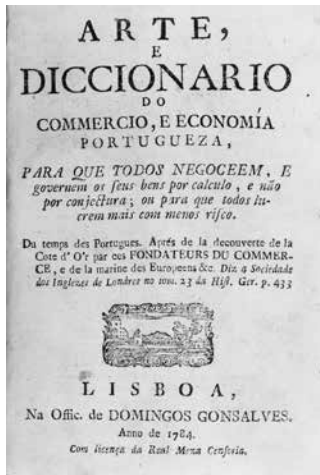 ARTE,
E
DICCIONARIO
DO
COMMERCIO, E ECONOMÍA
PORTUGUEZA,
PARA QUE TODOS NEGOCEEM, E
governem os ſeus bens por calculo, e não
por conjectura; ou para que todos lu-
crem mais com menos riſco.
Du temps des Portugues. Aprés de la decouverte de la
Cote d' O'r par ces FONDATEURS DU COMMER-
CE, e de la marine des Europeens &c. Diz a Sociedade
dos Inglezes de Londres no tom. 23 da Hiſt. Ger. p. 433
LISBOA,
Na Offic. de DOMINGOS GONSALVES.
Anno de 1784.
Com licença da Real Meza Cenſoria.